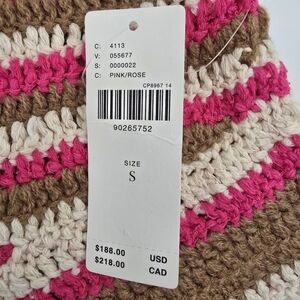 C: 4113
V: 055677
S: 0000022
C: PINK/ROSE
CP8967 14
90265752
SIZE
S
$188.00 USD
$218.00 CAD